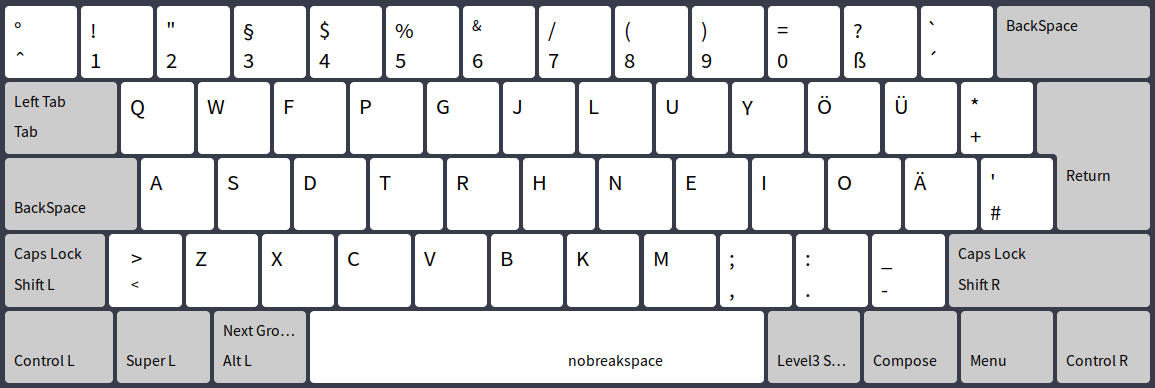 ° ! " § $ % & / ( ) = ? ` BackSpace
ˆ 1 2 3 4 5 6 7 8 9 0 ß ´
Left Tab Q W F P G J L U Y Ö Ü *
Tab +
A S D T R H N E I O Ä '
Return
BackSpace #
Caps Lock > Z X C V B K M ; : _ Caps Lock
Shift L < , . - Shift R
Next Gro…
Control L Super L Alt L nobreakspace Level3 S… Compose Menu Control R